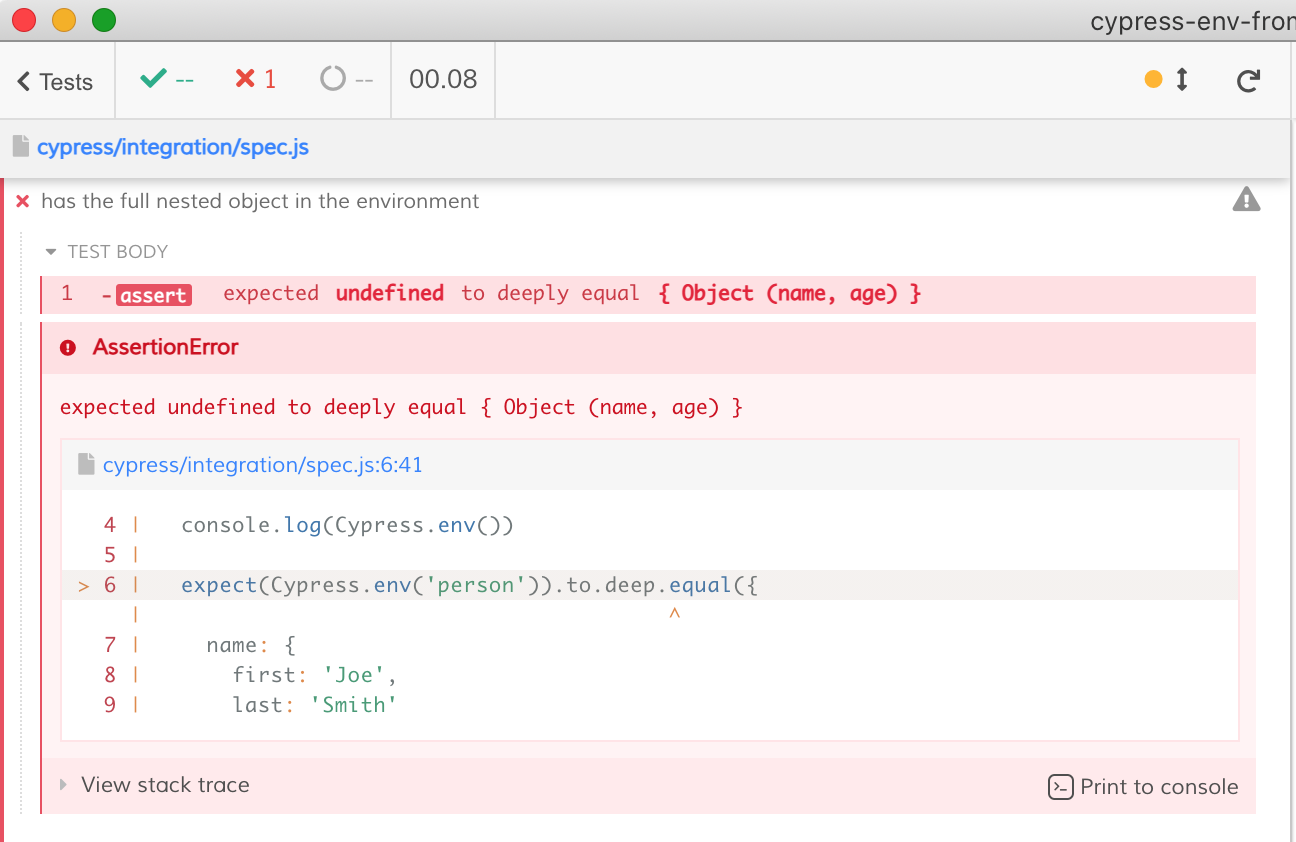 cypress-env-fron
Tests
--
1
--
00.08
cypress/integration/spec.js
has the full nested object in the environment
TEST BODY
1 -assert expected undefined to deeply equal { Object (name, age) }
AssertionError
expected undefined to deeply equal { Object (name, age) }
cypress/integration/spec.js:6:41
4 | console.log(Cypress.env())
5 |
> 6 | expect(Cypress.env('person')).to.deep.equal({
| ^
7 | name: {
8 | first: 'Joe',
9 | last: 'Smith'
View stack trace
Print to console